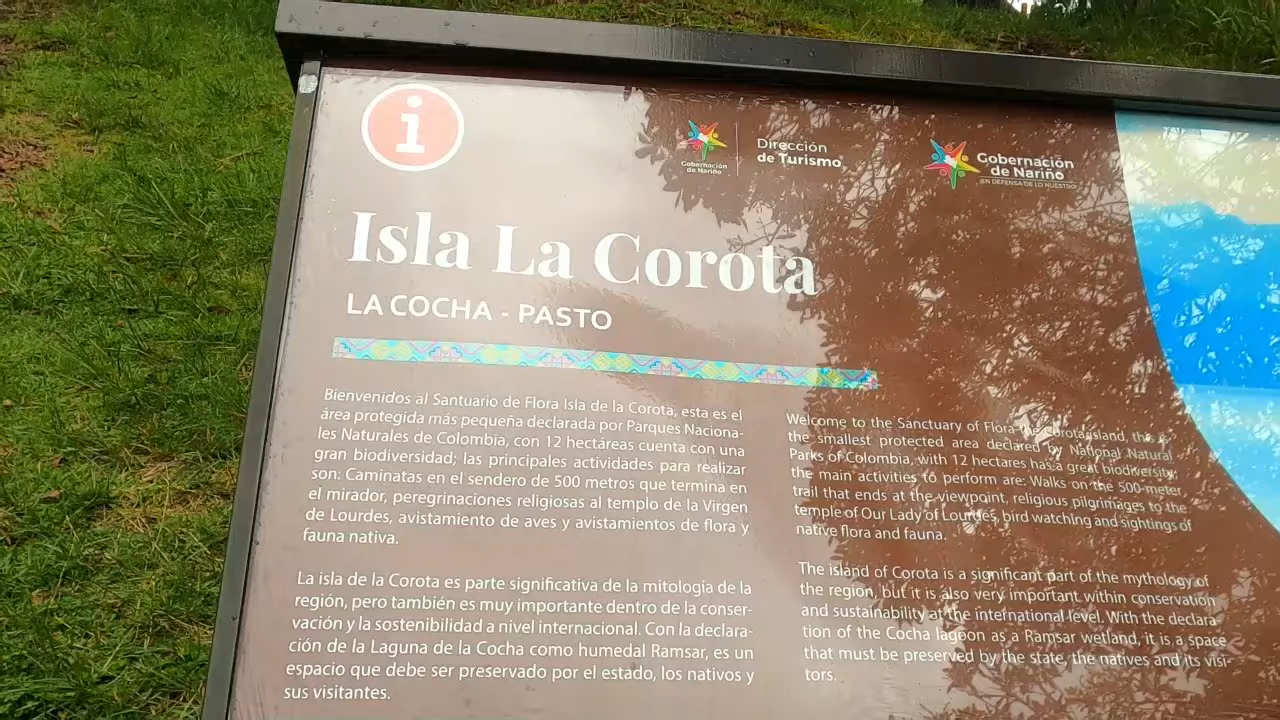 i
Gobernación
de Nariño
Dirección
de Turismo
Gobernación
de Nariño
¡EN DEFENSA DE LO NUESTRO!
Isla La Corota
LA COCHA - PASTO
Bienvenidos al Santuario de Flora Isla de la Corota, esta es el
área protegida más pequeña declarada por Parques Naciona-
les Naturales de Colombia, con 12 hectáreas cuenta con una
gran biodiversidad; las principales actividades para realizar
son: Caminatas en el sendero de 500 metros que termina en
el mirador, peregrinaciones religiosas al templo de la Virgen
de Lourdes, avistamiento de aves y avistamientos de flora y
fauna nativa.
La isla de la Corota es parte significativa de la mitología de la
región, pero también es muy importante dentro de la conser-
vación y la sostenibilidad a nivel internacional. Con la declara-
ción de la Laguna de la Cocha como humedal Ramsar, es un
espacio que debe ser preservado por el estado, los nativos y
sus visitantes.
Welcome to the Sanctuary of Flora the Corota island, this is
the smallest protected area declared by National Natural
Parks of Colombia, with 12 hectares has a great biodiversity;
the main activities to perform are: Walks on the 500-meter
trail that ends at the viewpoint, religious pilgrimages to the
temple of Our Lady of Lourdes, bird watching and sightings of
native flora and fauna.
The island of Corota is a significant part of the mythology of
the region, but it is also very important within conservation
and sustainability at the international level. With the declara-
tion of the Cocha lagoon as a Ramsar wetland, it is a space
that must be preserved by the state, the natives and its visi-
tors.